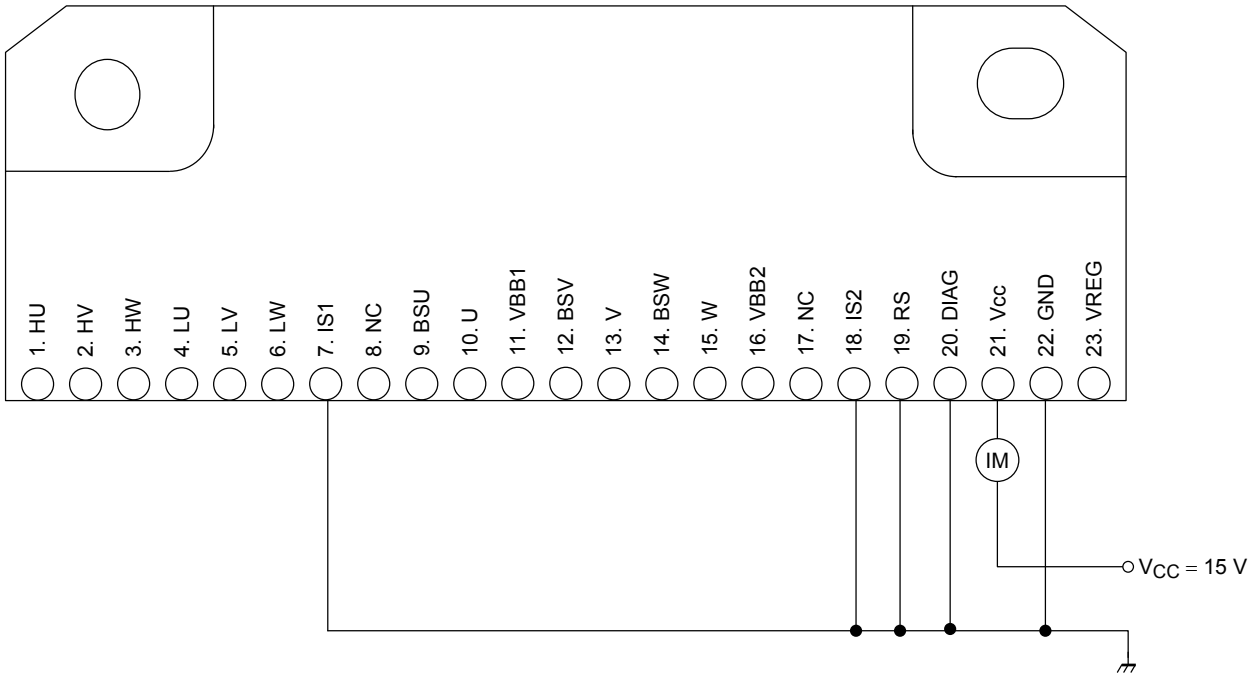 1. HU
2. HV
3. HW
4. LU
5. LV
6. LW
7. IS1
8. NC
9. BSU
10. U
11. VBB1
12. BSV
13. V
14. BSW
15. W
16. VBB2
17. NC
18. IS2
19. RS
20. DIAG
21. Vcc
22. GND
23. VREG
IM
VCC = 15 V